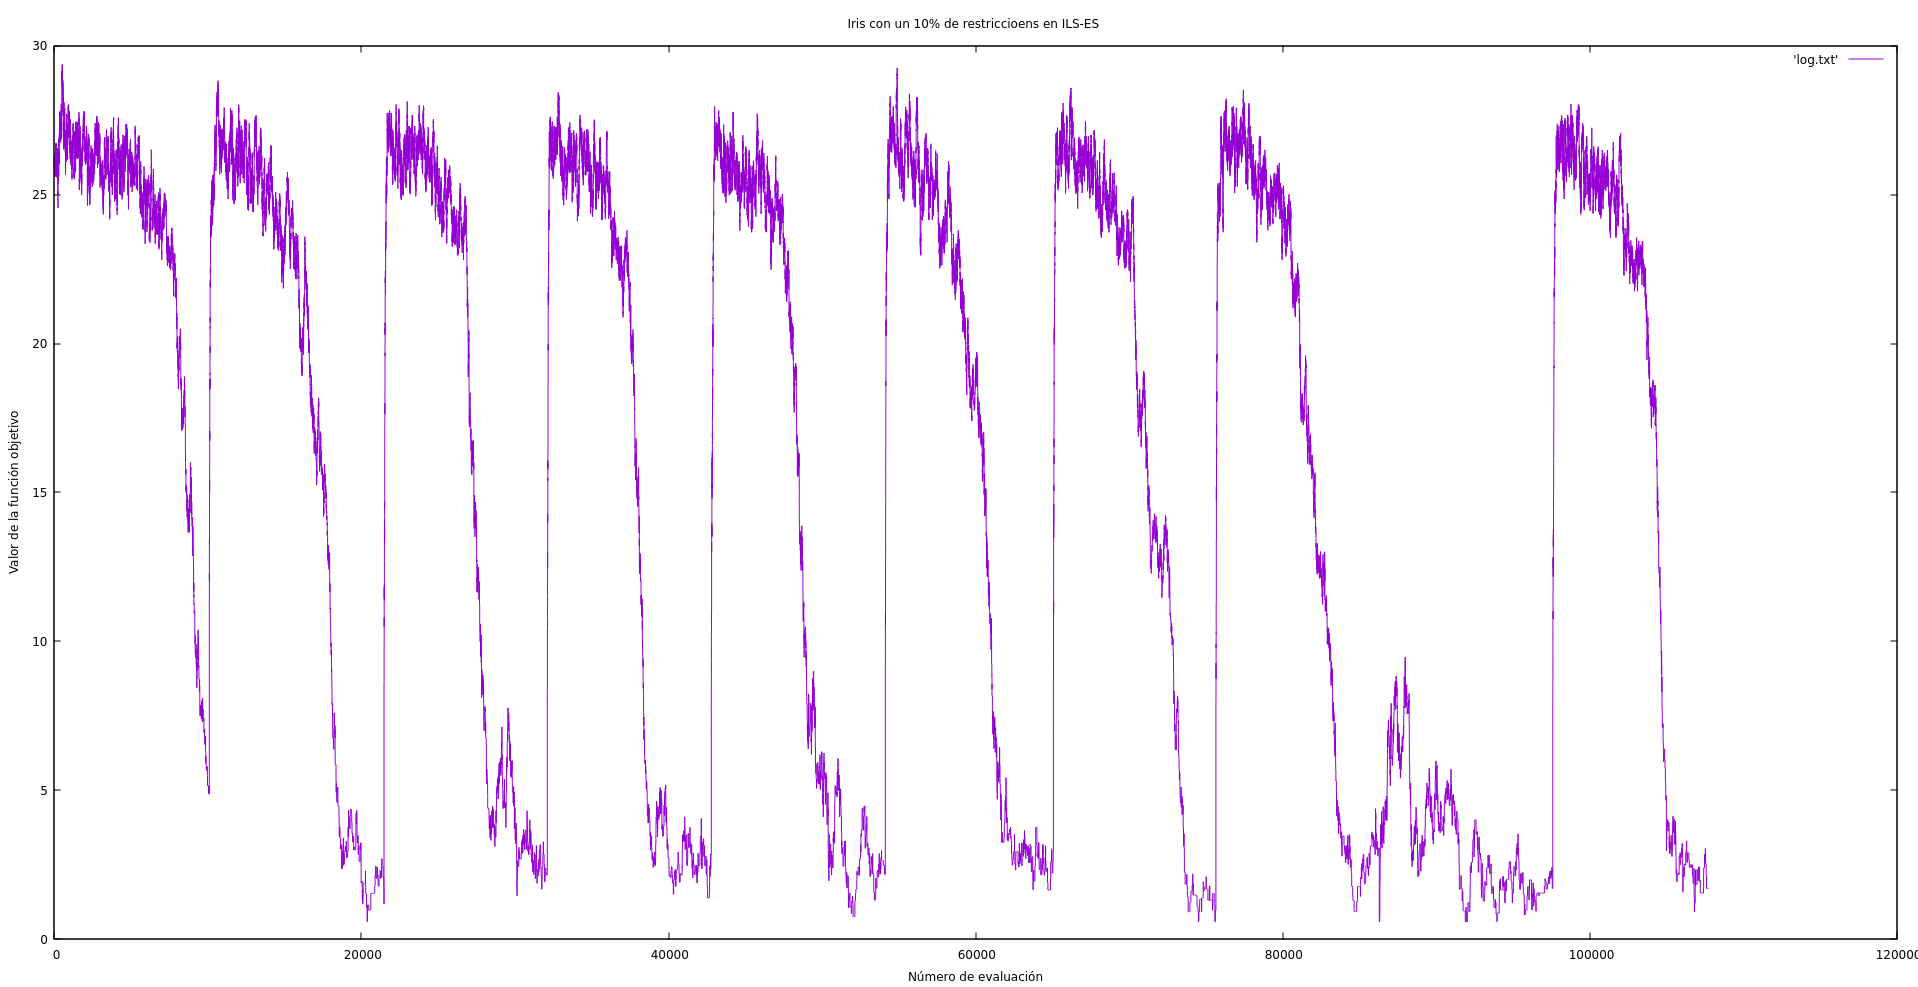 Iris con un 10% de restriccioens en ILS-ES
'log.txt'
30
25
20
15
10
5
0
Valor de la función objetivo
0 20000 40000 60000 80000 100000 120000
Número de evaluación